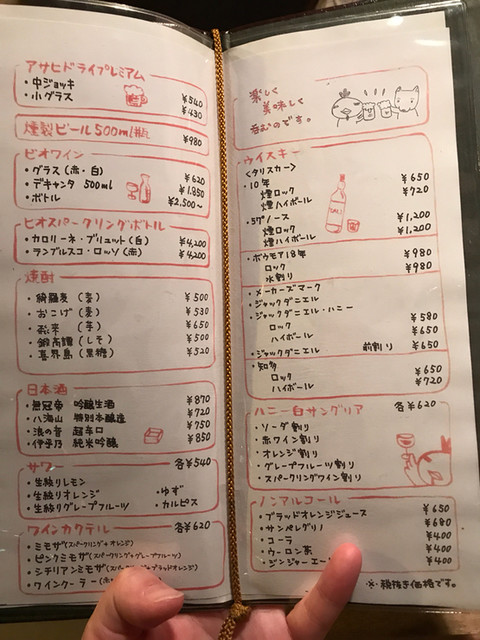 アサヒドライプレミアム
・中ジョッキ ¥540
・小グラス ¥430
燻製ビール500ml瓶 ¥980
ビオワイン
・グラス(赤・白) ¥620
・デキャンタ 500ml ¥1,850
・ボトル ¥2,500〜
ビオスパークリングボトル
・カロリーネ・ブリュット(白) ¥4,200
・ランブルスコ・ロッソ(赤) ¥4,200
焼酎
・綺羅麦(麦) ¥500
・おこげ(麦) ¥530
(芋) ¥650
・鍛高譚(しそ) ¥500
・喜界島(黒糖) ¥520
日本酒
・無冠帝 吟醸生酒 ¥870
・八海山 特別本醸造 ¥720
・浜の音 超辛口 ¥750
・伊予乃 純米吟醸 ¥850
サワー 各¥540
・生絞りレモン
・生絞りオレンジ ・ゆず
・生絞りグレープフルーツ ・カルピス
ワインカクテル 各¥620
・ミモザ(スパークリング+オレンジ)
・ピンクミモザ(スパークリング+グレープフルーツ)
・シチリアンミモザ(スパークリング+ブラッドオレンジ)
・ワインクーラー
楽しく
美味しく
呑むのです。
ウイスキー
〈タリスカー〉
・10年 ¥650
煙ロック ¥720
煙ハイボール
・57°ノース ¥1,200
煙ロック ¥1,200
煙ハイボール
・ボウモア18年 ¥980
ロック ¥980
水割り
・メーカーズマーク
・ジャックダニエル
・ジャックダニエル・ハニー ¥580
ロック ¥650
ハイボール
・ジャックダニエル 前割り ¥650
・知多
ロック ¥650
ハイボール ¥720
ハニー白サングリア 各¥620
・ソーダ割り
・赤ワイン割り
・オレンジ割り
・グレープフルーツ割り
・スパークリングワイン割り
ノンアルコール
・ブラッドオレンジジュース ¥650
・サンペレグリノ ¥680
・コーラ ¥400
・ウーロン茶 ¥400
・ジンジャーエール ¥400
※税抜き価格です。